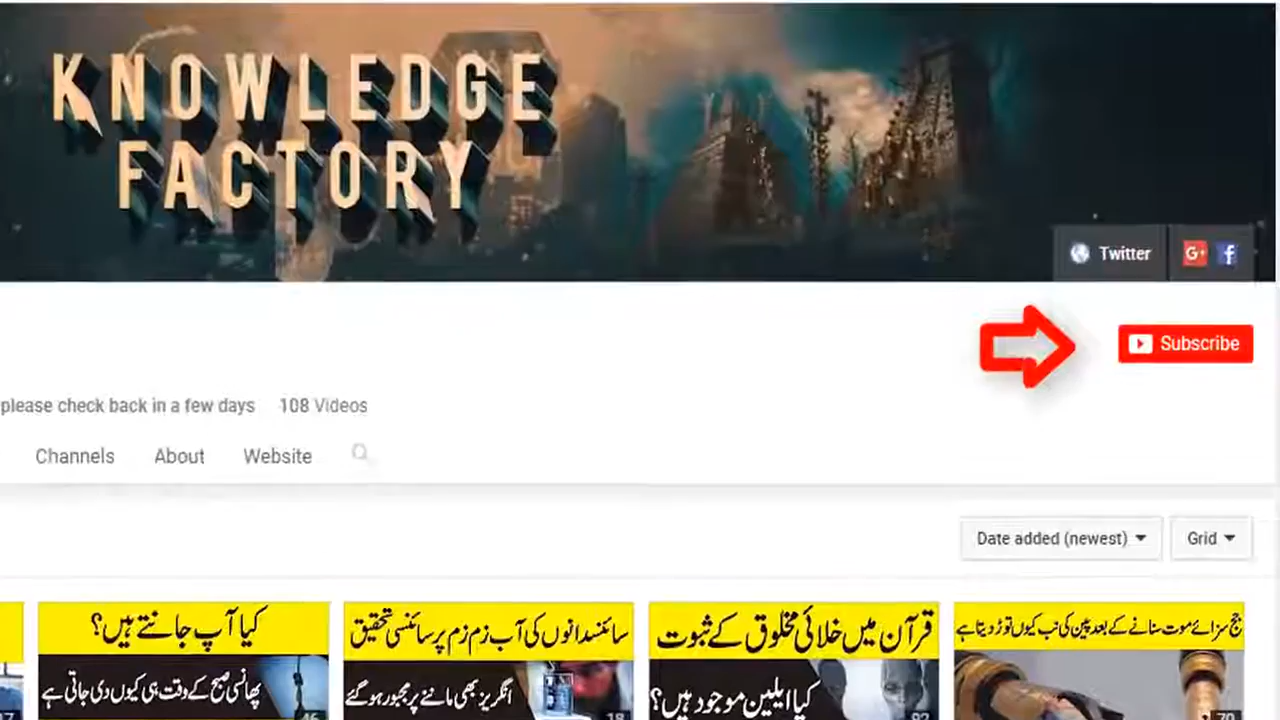 KNOWLEDGE
FACTORY
Twitter
G+ f
Subscribe
please check back in a few days 108 Videos
Channels About Website
Date added (newest) Grid
کیا آپ جانتے ہیں؟
پھانسی صبح کے وقت ہی کیوں دی جاتی ہے
سائنسدانوں کی آب زم زم پر سائنسی تحقیق
انگریز بھی ماننے پر مجبور ہو گئے
قرآن میں خلائی مخلوق کے ثبوت
کیا ایلین موجود ہیں؟
جج سزائے موت سنانے کے بعد پین کی نب کیوں توڑ دیتا ہے